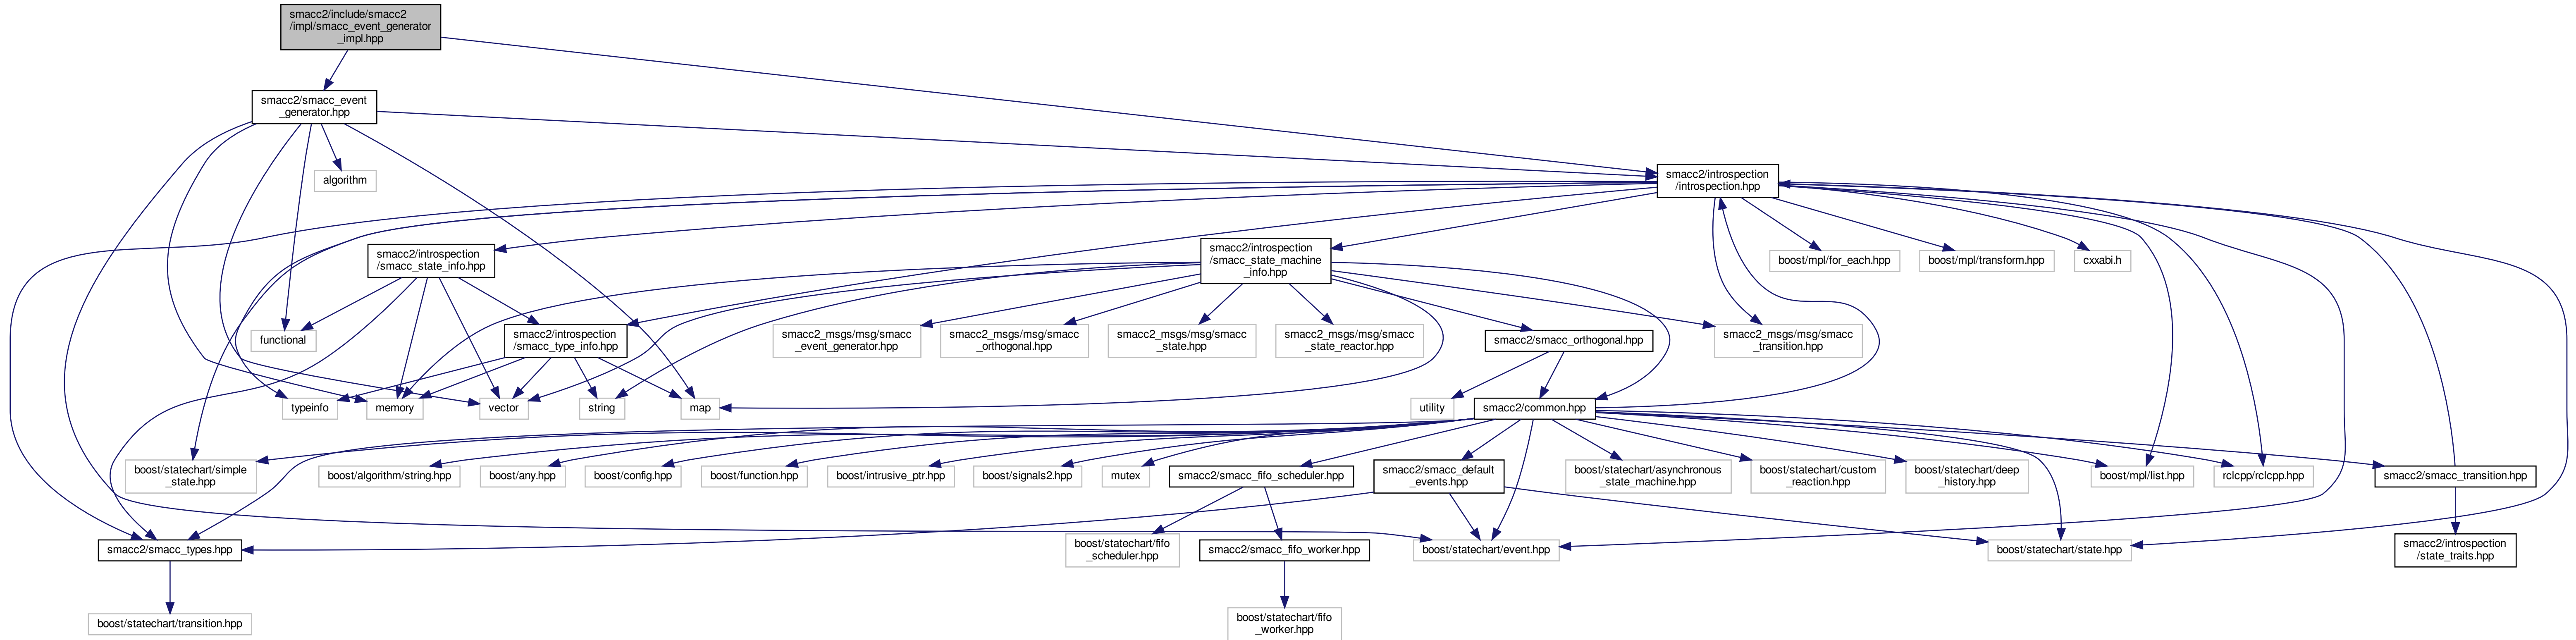 smacc2/include/smacc2
/impl/smacc_event_generator
_impl.hpp
smacc2/smacc_event
_generator.hpp
algorithm
smacc2/introspection
/introspection.hpp
smacc2/introspection
/smacc_state_info.hpp
smacc2/introspection
/smacc_state_machine
_info.hpp
boost/mpl/for_each.hpp
boost/mpl/transform.hpp
cxxabi.h
functional
smacc2/introspection
/smacc_type_info.hpp
smacc2_msgs/msg/smacc
_event_generator.hpp
smacc2_msgs/msg/smacc
_orthogonal.hpp
smacc2_msgs/msg/smacc
_state.hpp
smacc2_msgs/msg/smacc
_state_reactor.hpp
smacc2/smacc_orthogonal.hpp
smacc2_msgs/msg/smacc
_transition.hpp
typeinfo
memory
vector
string
map
utility
smacc2/common.hpp
boost/statechart/simple
_state.hpp
boost/algorithm/string.hpp
boost/any.hpp
boost/config.hpp
boost/function.hpp
boost/intrusive_ptr.hpp
boost/signals2.hpp
mutex
smacc2/smacc_fifo_scheduler.hpp
smacc2/smacc_default
_events.hpp
boost/statechart/asynchronous
_state_machine.hpp
boost/statechart/custom
_reaction.hpp
boost/statechart/deep
_history.hpp
boost/mpl/list.hpp
rclcpp/rclcpp.hpp
smacc2/smacc_transition.hpp
smacc2/smacc_types.hpp
boost/statechart/fifo
_scheduler.hpp
smacc2/smacc_fifo_worker.hpp
boost/statechart/event.hpp
boost/statechart/state.hpp
smacc2/introspection
/state_traits.hpp
boost/statechart/transition.hpp
boost/statechart/fifo
_worker.hpp